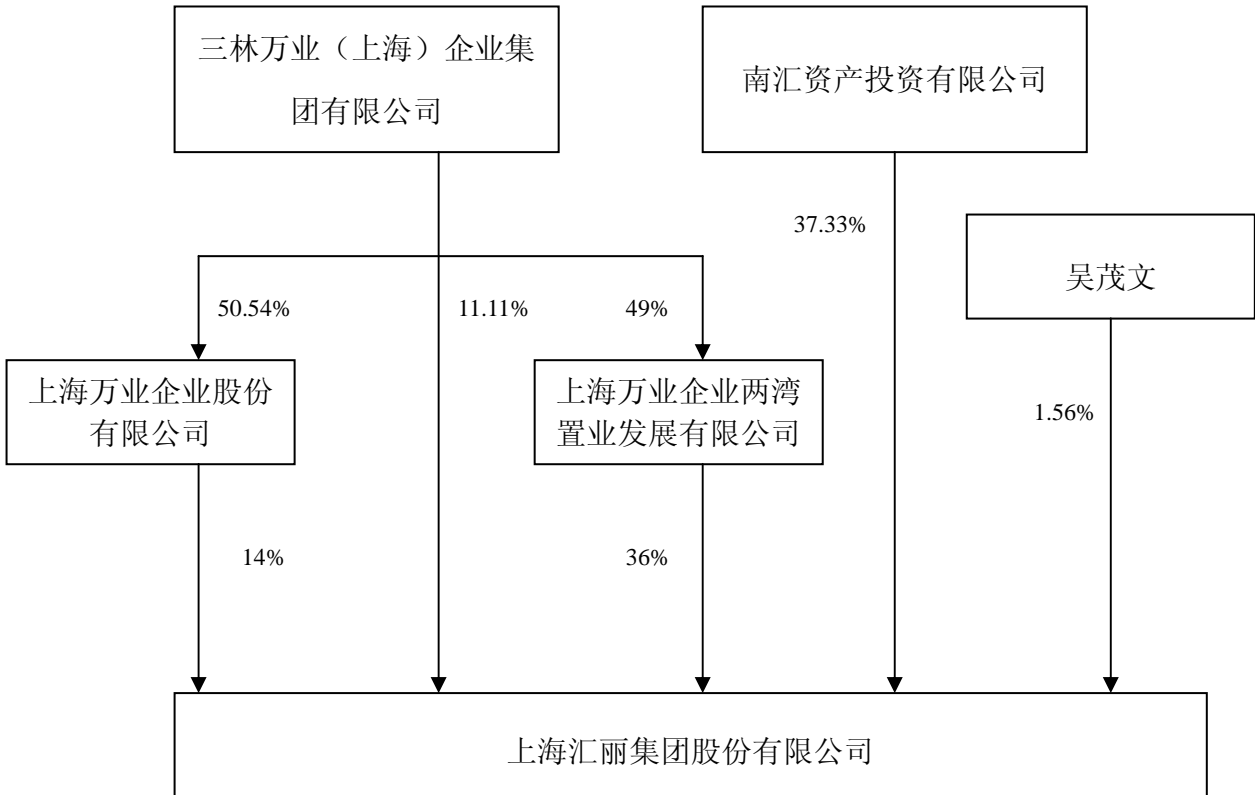 三林万业（上海）企业集
团有限公司
南汇资产投资有限公司
37.33%
吴茂文
50.54%
11.11%
49%
上海万业企业股份
有限公司
上海万业企业两湾
置业发展有限公司
1.56%
14%
36%
上海汇丽集团股份有限公司